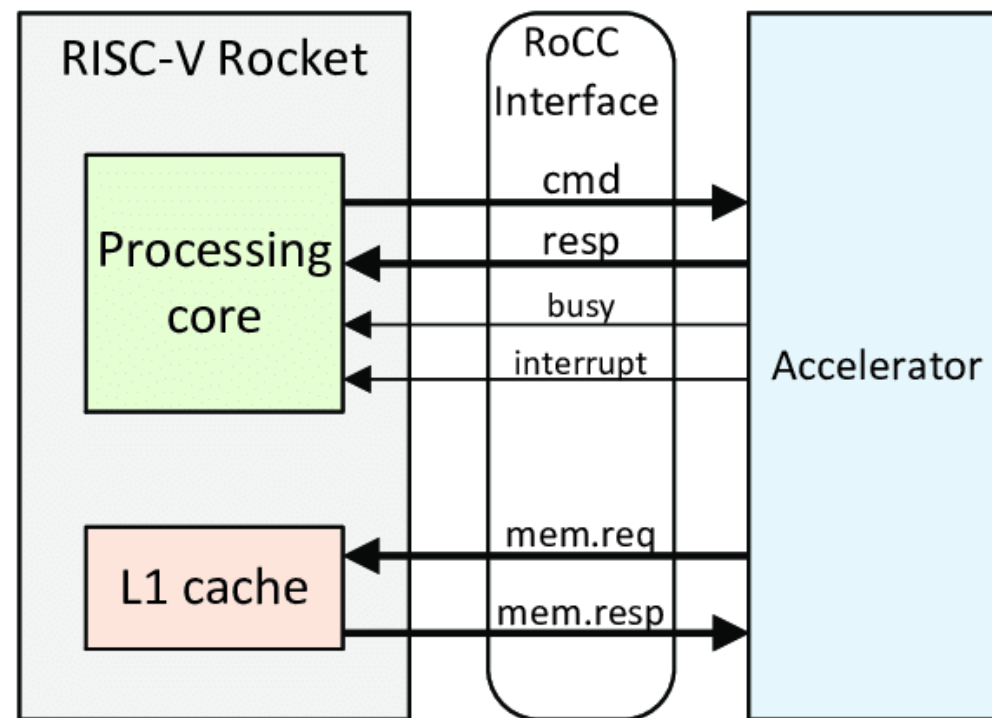 RISC-V Rocket
RoCC
Interface
Processing
core
cmd
resp
busy
interrupt
Accelerator
L1 cache
mem.req
mem.resp